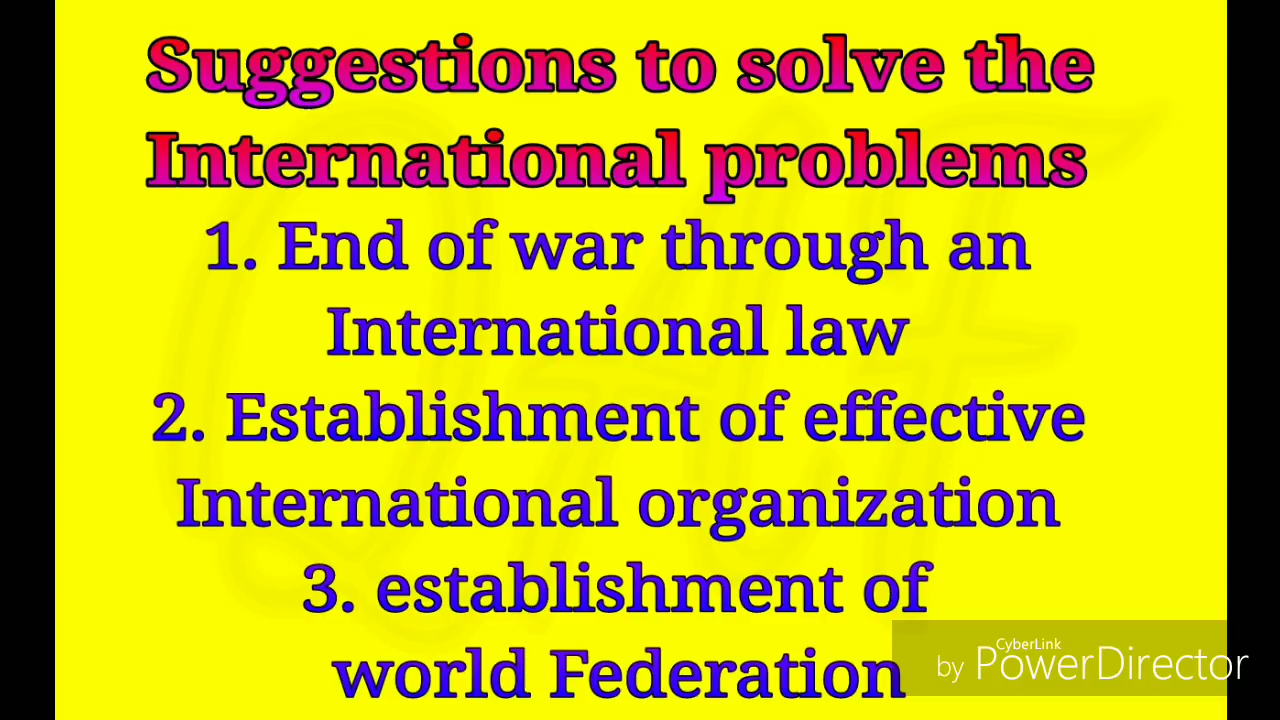 Suggestions to solve the
International problems
1. End of war through an
International law
2. Establishment of effective
International organization
3. establishment of
world Federation
CyberLink
by PowerDirector